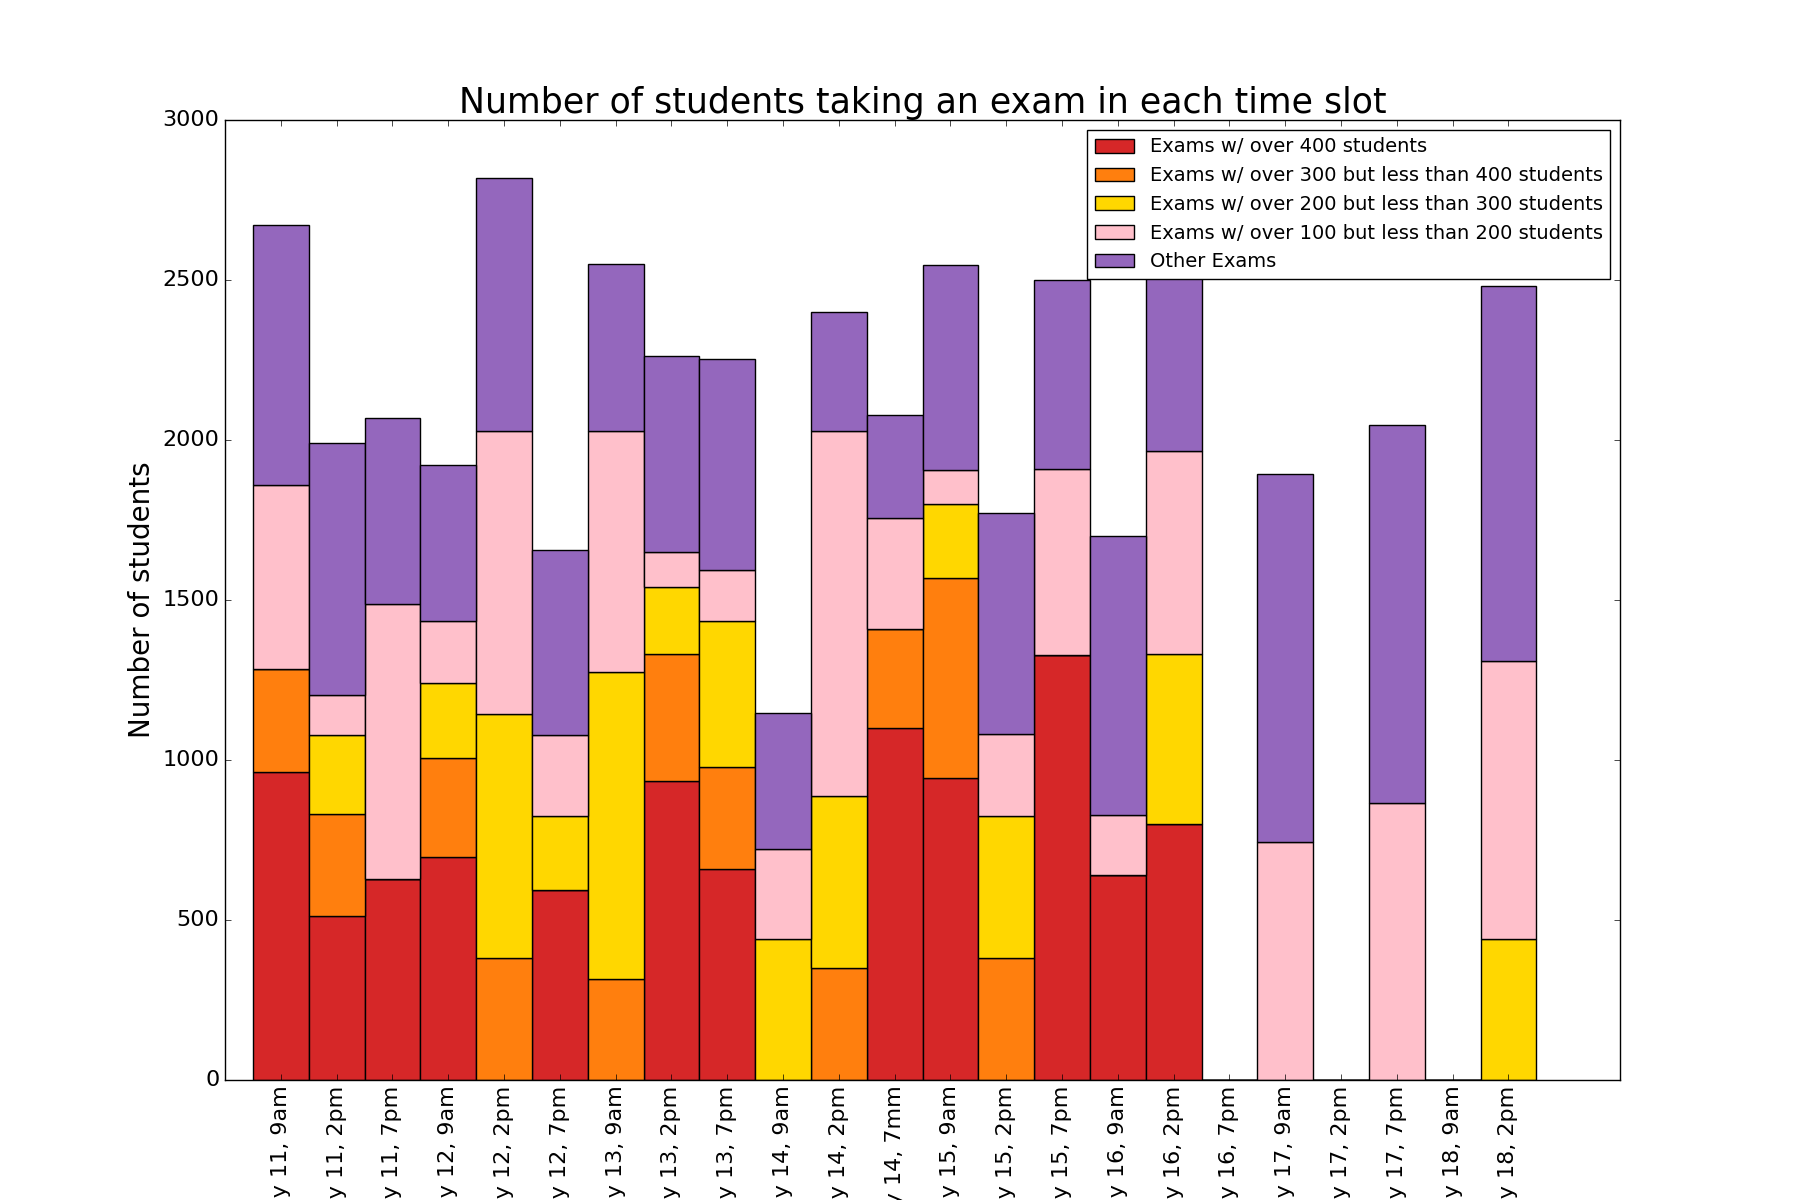 Number of students taking an exam in each time slot
Exams w/ over 400 students
Exams w/ over 300 but less than 400 students
Exams w/ over 200 but less than 300 students
Exams w/ over 100 but less than 200 students
Other Exams
Number of students
3000
2500
2000
1500
1000
500
0
y 11, 9am
y 11, 2pm
y 11, 7pm
y 12, 9am
y 12, 2pm
y 12, 7pm
y 13, 9am
y 13, 2pm
y 13, 7pm
y 14, 9am
y 14, 2pm
y 14, 7mm
y 15, 9am
y 15, 2pm
y 15, 7pm
y 16, 9am
y 16, 2pm
y 16, 7pm
y 17, 9am
y 17, 2pm
y 17, 7pm
y 18, 9am
y 18, 2pm